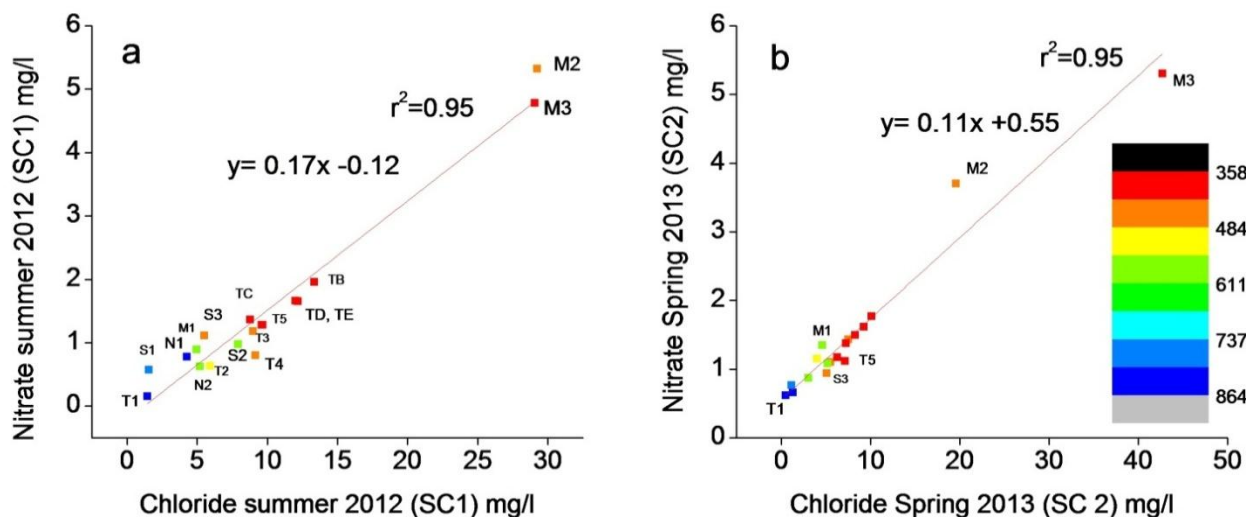 a
Nitrate summer 2012 (SC1) mg/l
6
5
4
3
2
1
0
M2
M3
r²=0.95
y= 0.17x -0.12
TB
TC
TD, TE
T5
S3
T3
M1
N1
S2
T4
S1
T2
N2
T1
0 5 10 15 20 25 30
Chloride summer 2012 (SC1) mg/l
b
Nitrate Spring 2013 (SC2) mg/l
6
5
4
3
2
1
0
r²=0.95
M3
y= 0.11x +0.55
M2
M1
T5
S3
T1
358
484
611
737
864
0 10 20 30 40 50
Chloride Spring 2013 (SC 2) mg/l